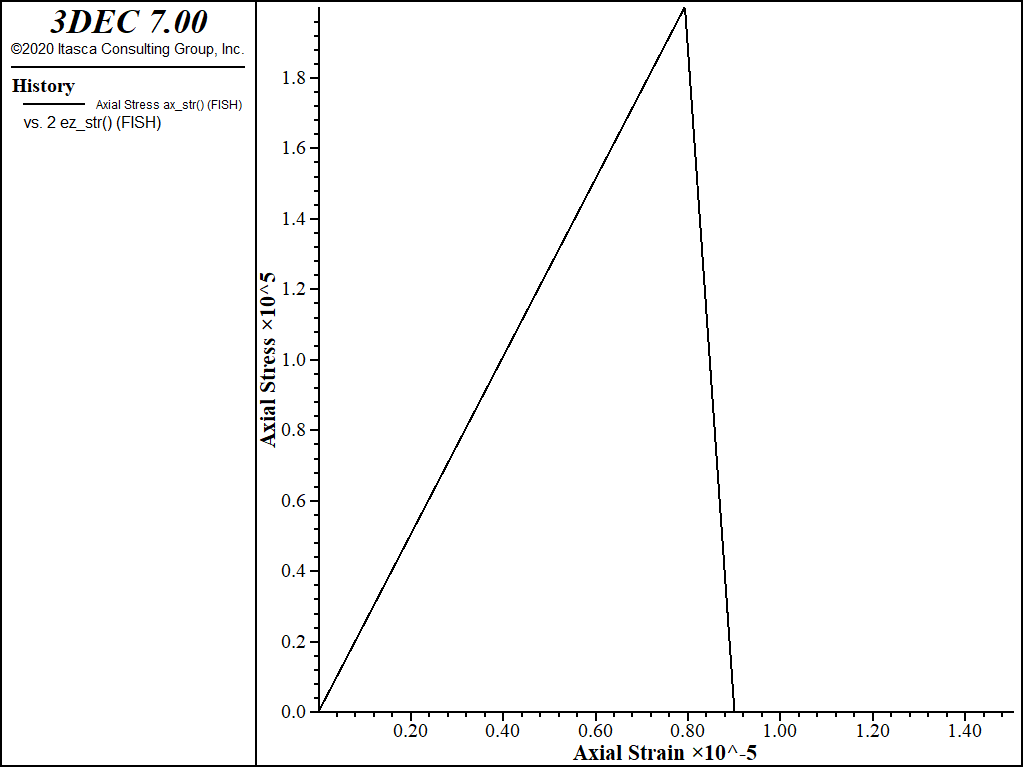 3DEC 7.00
©2020 Itasca Consulting Group, Inc.
History
Axial Stress ax_str() (FISH)
vs. 2 ez_str() (FISH)
Axial Stress ×10^5
1.8
1.6
1.4
1.2
1.0
0.8
0.6
0.4
0.2
0.0
0.20 0.40 0.60 0.80 1.00 1.20 1.40
Axial Strain ×10^-5